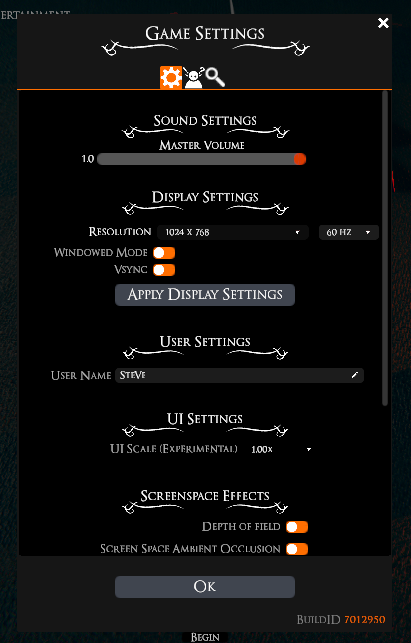 ERTAINMENT
Game Settings
Sound Settings
Master Volume
1.0
Display Settings
Resolution 1024 x 768 60 Hz
Windowed Mode
Vsync
Apply Display Settings
User Settings
User Name SteVe
UI Settings
UI Scale (Experimental) 1.00x
Screenspace Effects
Depth of field
Screen Space Ambient Occlusion
Ok
BuildID 7012950
Begin